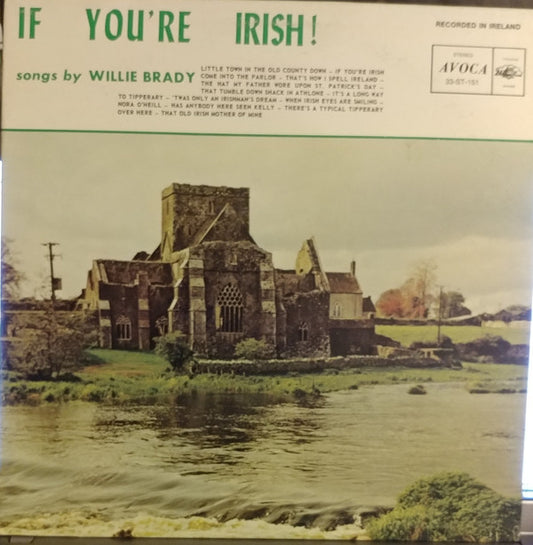 IF YOU'RE IRISH!
RECORDED IN IRELAND
songs by WILLIE BRADY
LITTLE TOWN IN THE OLD COUNTY DOWN – IF YOU'RE IRISH
COME INTO THE PARLOR – THAT'S HOW I SPELL IRELAND –
THE HAT MY FATHER WORE UPON ST. PATRICK'S DAY –
THAT TUMBLE DOWN SHACK IN ATHLONE – IT'S A LONG WAY
TO TIPPERARY – 'TWAS ONLY AN IRISHMAN'S DREAM – WHEN IRISH EYES ARE SMILING –
NORA O'NEILL – HAS ANYBODY HERE SEEN KELLY – THERE'S A TYPICAL TIPPERARY
OVER HERE – THAT OLD IRISH MOTHER OF MINE
STEREO
AVOCA
33-ST-151